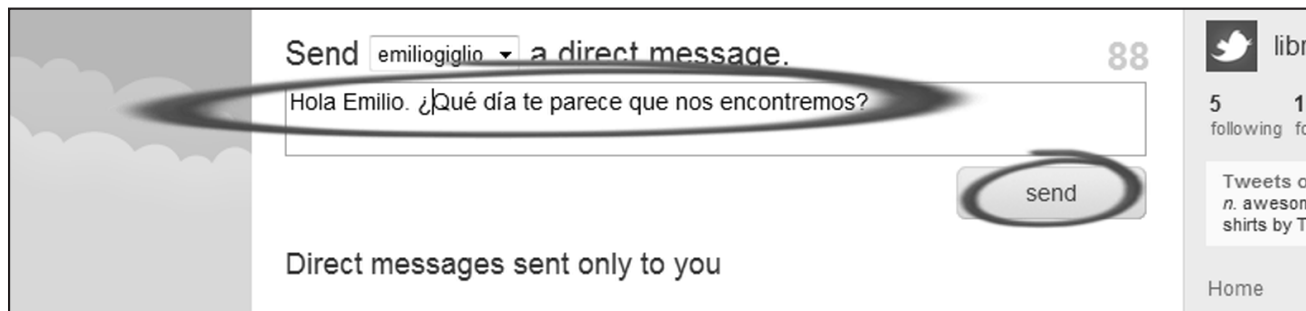 Send emiliogiglio a direct message.
88
Hola Emilio. ¿Qué día te parece que nos encontremos?
send
Direct messages sent only to you
5
following
Tweets
n.
shirts by
Home